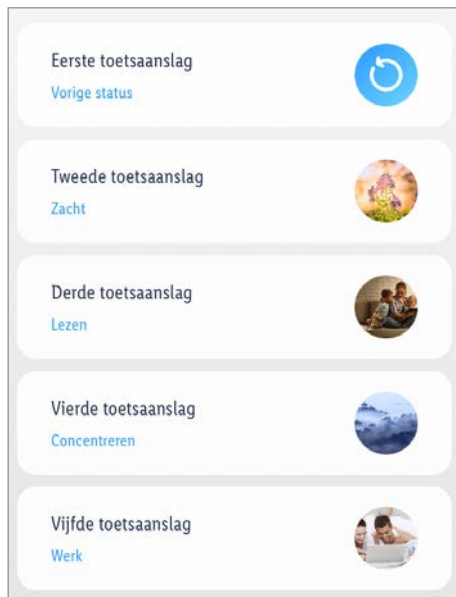 Eerste toetsaanslag
Vorige status
Tweede toetsaanslag
Zacht
Derde toetsaanslag
Lezen
Vierde toetsaanslag
Concentreren
Vijfde toetsaanslag
Werk